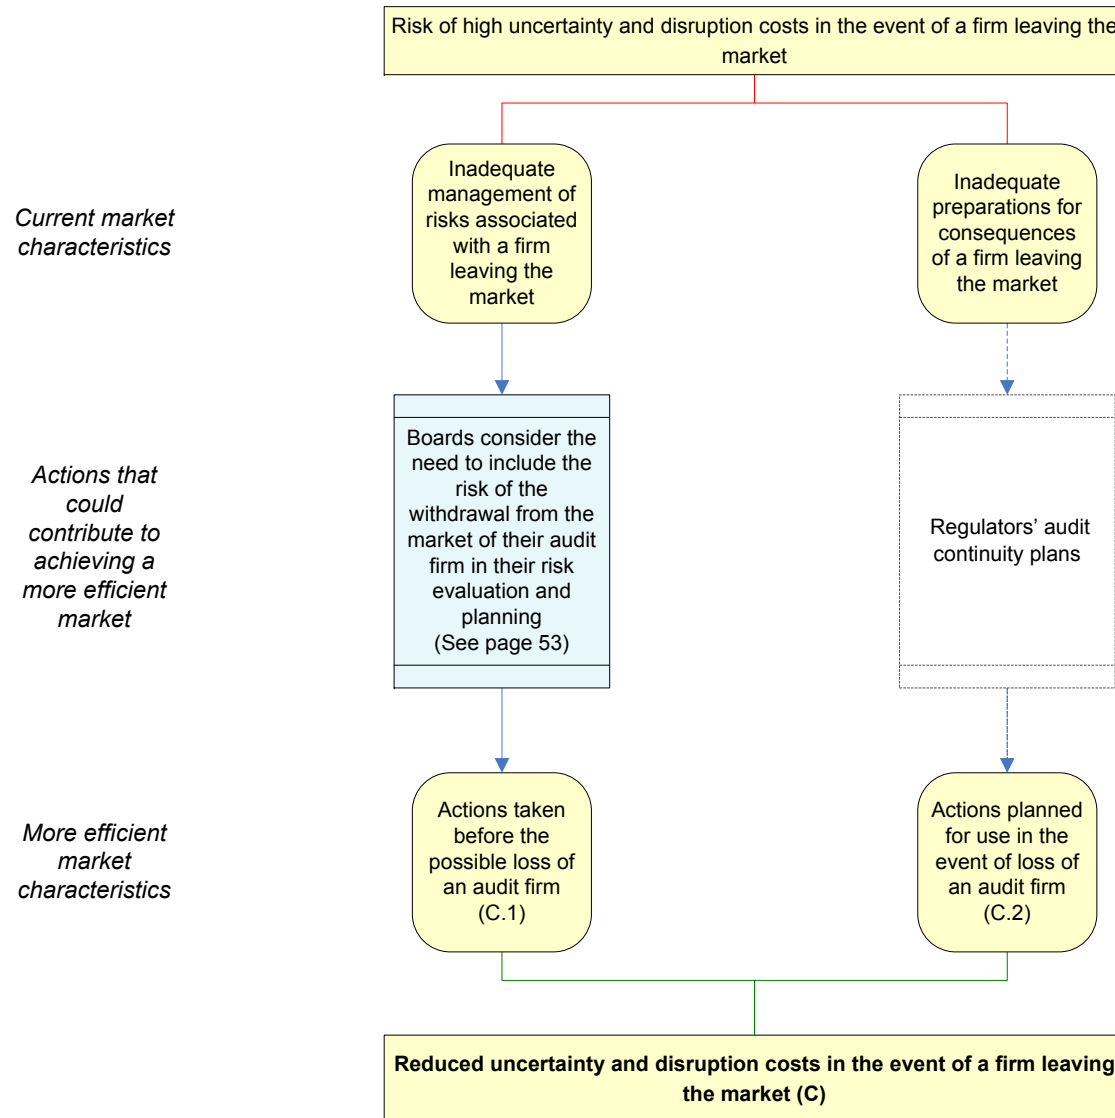 Risk of high uncertainty and disruption costs in the event of a firm leaving the
market
Current market
characteristics
Inadequate
management of
risks associated
with a firm
leaving the
market
Inadequate
preparations for
consequences
of a firm leaving
the market
Actions that
could
contribute to
achieving a
more efficient
market
Boards consider the
need to include the
risk of the
withdrawal from the
market of their audit
firm in their risk
evaluation and
planning
(See page 53)
Regulators’ audit
continuity plans
More efficient
market
characteristics
Actions taken
before the
possible loss of
an audit firm
(C.1)
Actions planned
for use in the
event of loss of
an audit firm
(C.2)
Reduced uncertainty and disruption costs in the event of a firm leaving
the market (C)